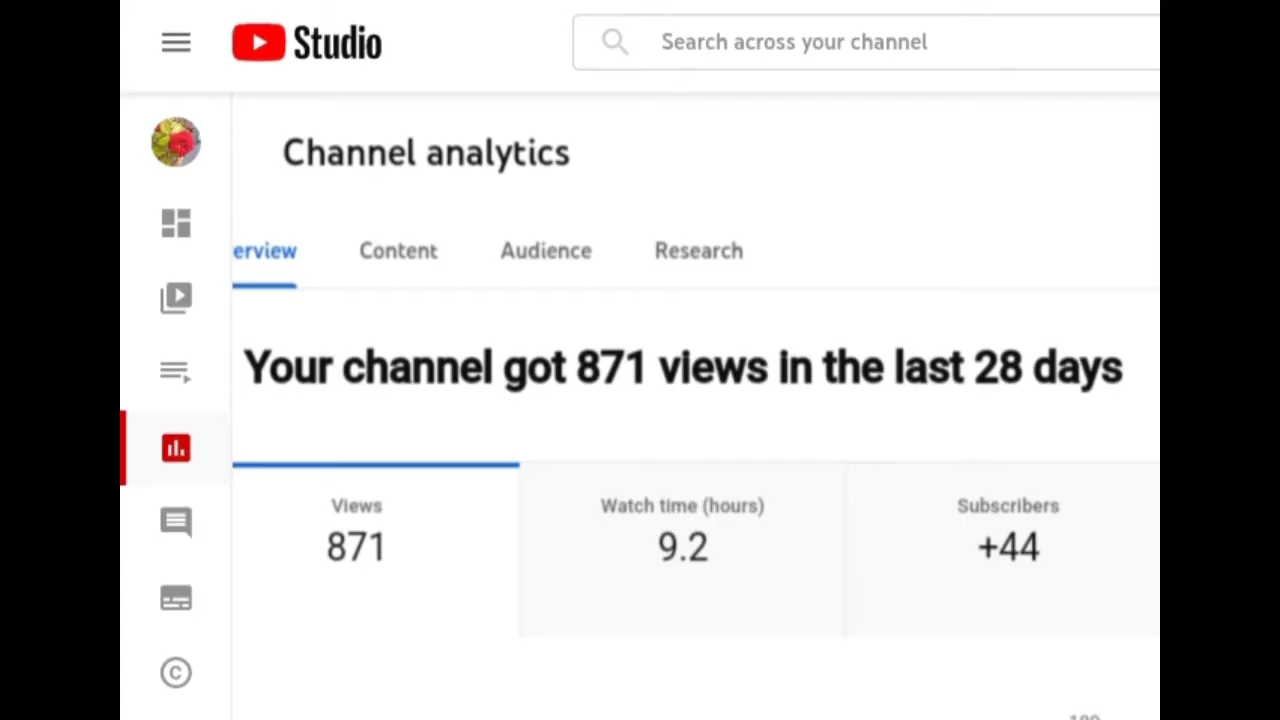 Studio
Search across your channel
Channel analytics
erview Content Audience Research
Your channel got 871 views in the last 28 days
Views Watch time (hours) Subscribers
871 9.2 +44